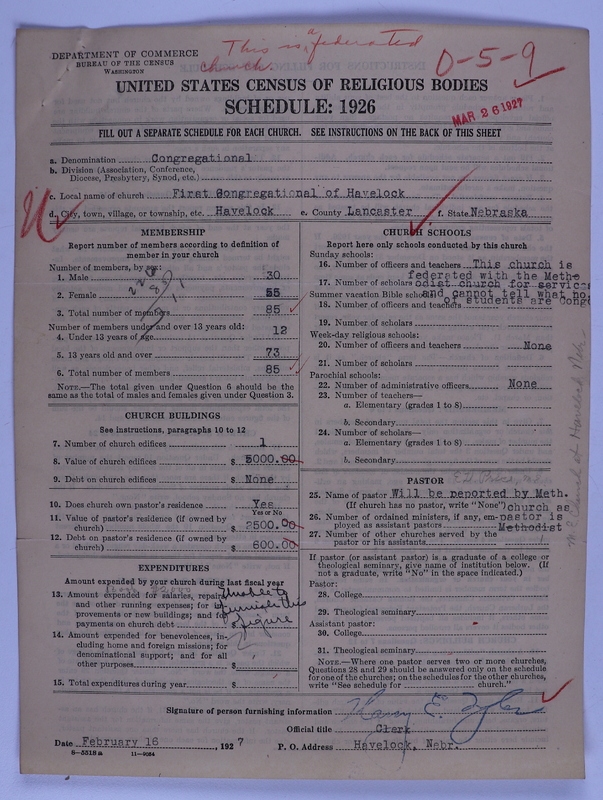 This is a federated
church.
0-5-9
DEPARTMENT OF COMMERCE
BUREAU OF THE CENSUS
WASHINGTON
UNITED STATES CENSUS OF RELIGIOUS BODIES
SCHEDULE: 1926
MAR 26 1927
FILL OUT A SEPARATE SCHEDULE FOR EACH CHURCH. SEE INSTRUCTIONS ON THE BACK OF THIS SHEET
a. Denomination Congregational
b. Division (Association, Conference,
Diocese, Presbytery, Synod, etc.)
c. Local name of church First Congregational of Havelock
d. City, town, village, or township, etc. Havelock e. County Lancaster f. State Nebraska
MEMBERSHIP
Report number of members according to definition of
member in your church
Number of members, by sex:
1. Male 30
2. Female 55
3. Total number of members 85
Number of members under and over 13 years old:
4. Under 13 years of age 12
5. 13 years old and over 73
6. Total number of members 85
NOTE.—The total given under Question 6 should be the
same as the total of males and females given under Question 3.
CHURCH BUILDINGS
See instructions, paragraphs 10 to 12
7. Number of church edifices 1
8. Value of church edifices $ 5000.00
9. Debt on church edifices $ None
10. Does church own pastor's residence? Yes
Yes or No
11. Value of pastor's residence (if owned by
church) $ 2500.00
12. Debt on pastor's residence (if owned by
church) $ 600.00
EXPENDITURES
Amount expended by your church during last fiscal year
13. Amount expended for salaries, repairs,
and other running expenses; for im-
provements or new buildings; and for
payments on church debt
Unable to
furnish this
figure
14. Amount expended for benevolences, in-
cluding home and foreign missions; for
denominational support; and for all
other purposes $
15. Total expenditures during year $
CHURCH SCHOOLS
Report here only schools conducted by this church
Sunday schools:
16. Number of officers and teachers This church is
federated with the Meth-
17. Number of scholars odist church for services
Summer vacation Bible schools: and cannot tell what no.
18. Number of officers and teachers of students are Cong
19. Number of scholars
Week-day religious schools:
20. Number of officers and teachers None
21. Number of scholars
Parochial schools:
22. Number of administrative officers None
23. Number of teachers—
a. Elementary (grades 1 to 8)
b. Secondary
24. Number of scholars—
a. Elementary (grades 1 to 8)
b. Secondary
PASTOR
25. Name of pastor Will be reported by Meth.
(If church has no pastor, write "None") church as
26. Number of ordained ministers, if any, em- pastor is
ployed as assistant pastors Methodist
27. Number of other churches served by the
pastor or his assistants
If pastor (or assistant pastor) is a graduate of a college or
theological seminary, give name of institution below. (If
not a graduate, write "No" in the space indicated.)
Pastor:
28. College
29. Theological seminary
Assistant pastor:
30. College
31. Theological seminary
NOTE.—Where one pastor serves two or more churches,
Questions 28 and 29 should be answered only on the schedule
for one of the churches; on the schedules for the other churches,
write "See schedule for church."
M. E. Church at Havelock Neb.
Signature of person furnishing information Harry E. Tyler
Official title Clerk
Date February 16, 1927 P. O. Address Havelock, Nebr.
8-5518a 11-9054